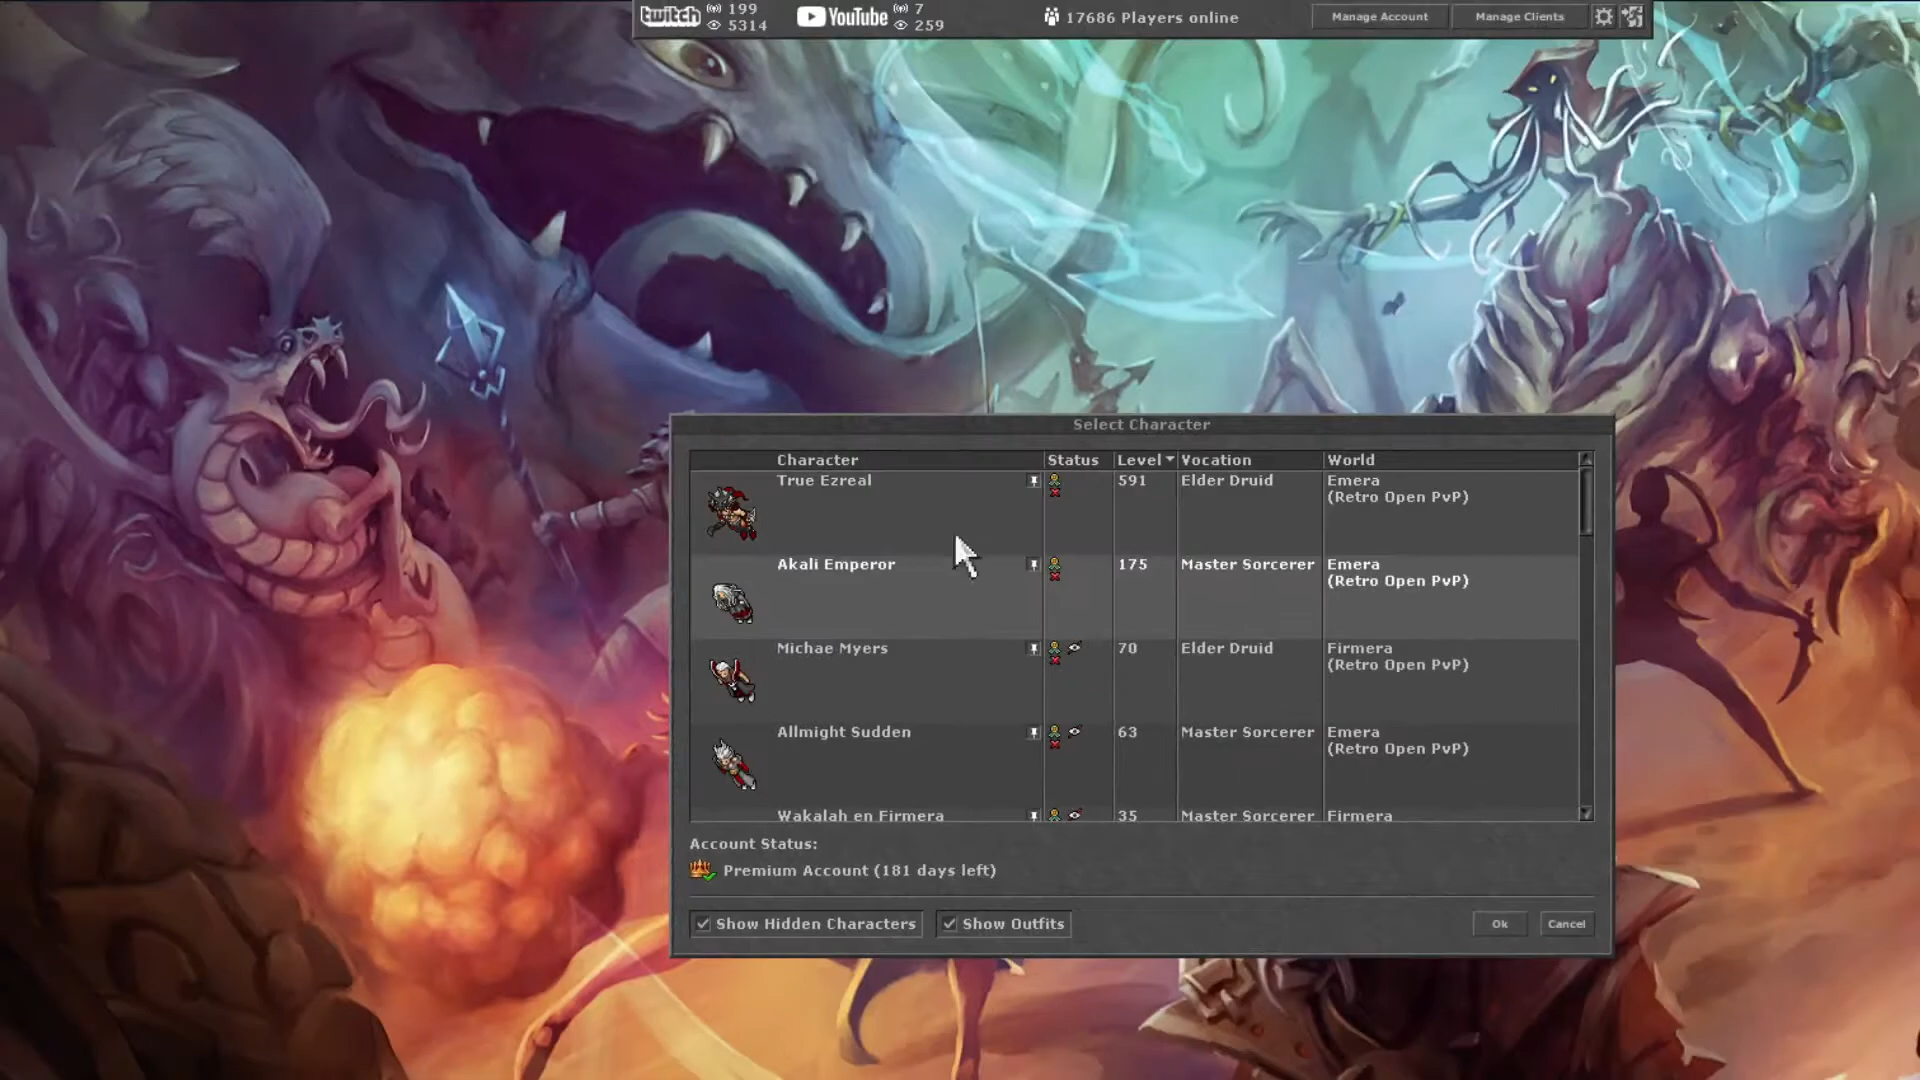 twitch 199 5314 YouTube 7 259 17686 Players online Manage Account Manage Clients
Select Character
Character Status Level Vocation World
True Ezreal 591 Elder Druid Emera
(Retro Open PvP)
Akali Emperor 175 Master Sorcerer Emera
(Retro Open PvP)
Michae Myers 70 Elder Druid Firmera
(Retro Open PvP)
Allmight Sudden 63 Master Sorcerer Emera
(Retro Open PvP)
Wakalah en Firmera 35 Master Sorcerer Firmera
Account Status:
Premium Account (181 days left)
Show Hidden Characters Show Outfits Ok Cancel